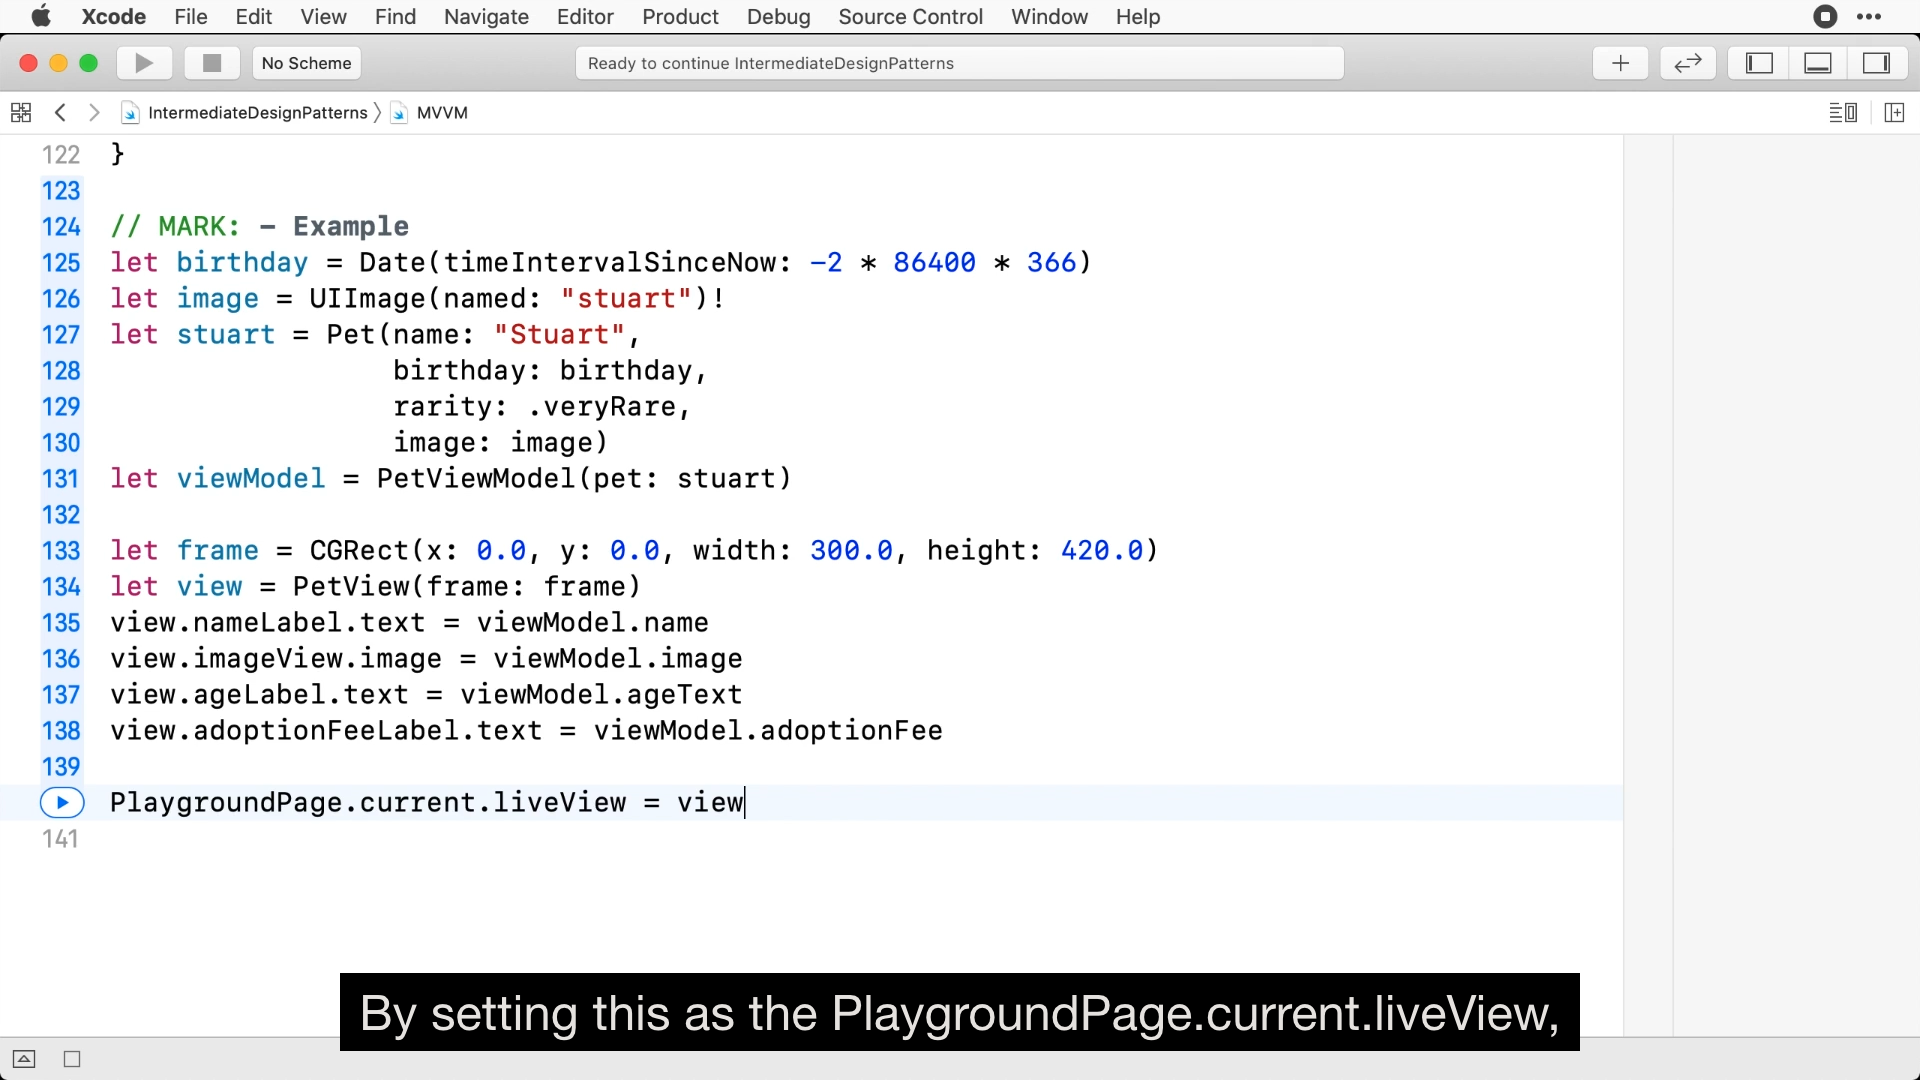 Xcode File Edit View Find Navigate Editor Product Debug Source Control Window Help
No Scheme
Ready to continue IntermediateDesignPatterns
IntermediateDesignPatterns 〉 MVVM
122 }
123
124 // MARK: - Example
125 let birthday = Date(timeIntervalSinceNow: -2 * 86400 * 366)
126 let image = UIImage(named: "stuart")!
127 let stuart = Pet(name: "Stuart",
128 birthday: birthday,
129 rarity: .veryRare,
130 image: image)
131 let viewModel = PetViewModel(pet: stuart)
132
133 let frame = CGRect(x: 0.0, y: 0.0, width: 300.0, height: 420.0)
134 let view = PetView(frame: frame)
135 view.nameLabel.text = viewModel.name
136 view.imageView.image = viewModel.image
137 view.ageLabel.text = viewModel.ageText
138 view.adoptionFeeLabel.text = viewModel.adoptionFee
139
PlaygroundPage.current.liveView = view
141
By setting this as the PlaygroundPage.current.liveView,